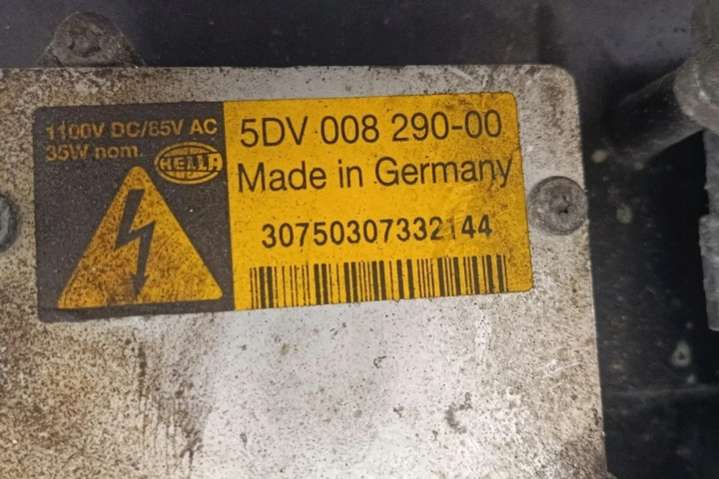 1100V DC/85V AC
35W nom.
HELLA
5DV 008 290-00
Made in Germany
30750307332144